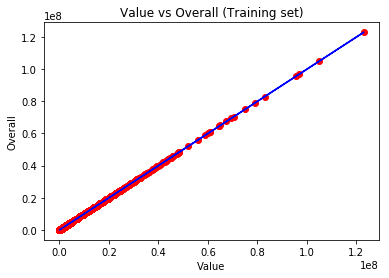 Value vs Overall (Training set)
1e8
1.2
1.0
0.8
0.6
0.4
0.2
0.0
Overall
0.0 0.2 0.4 0.6 0.8 1.0 1.2
Value
1e8